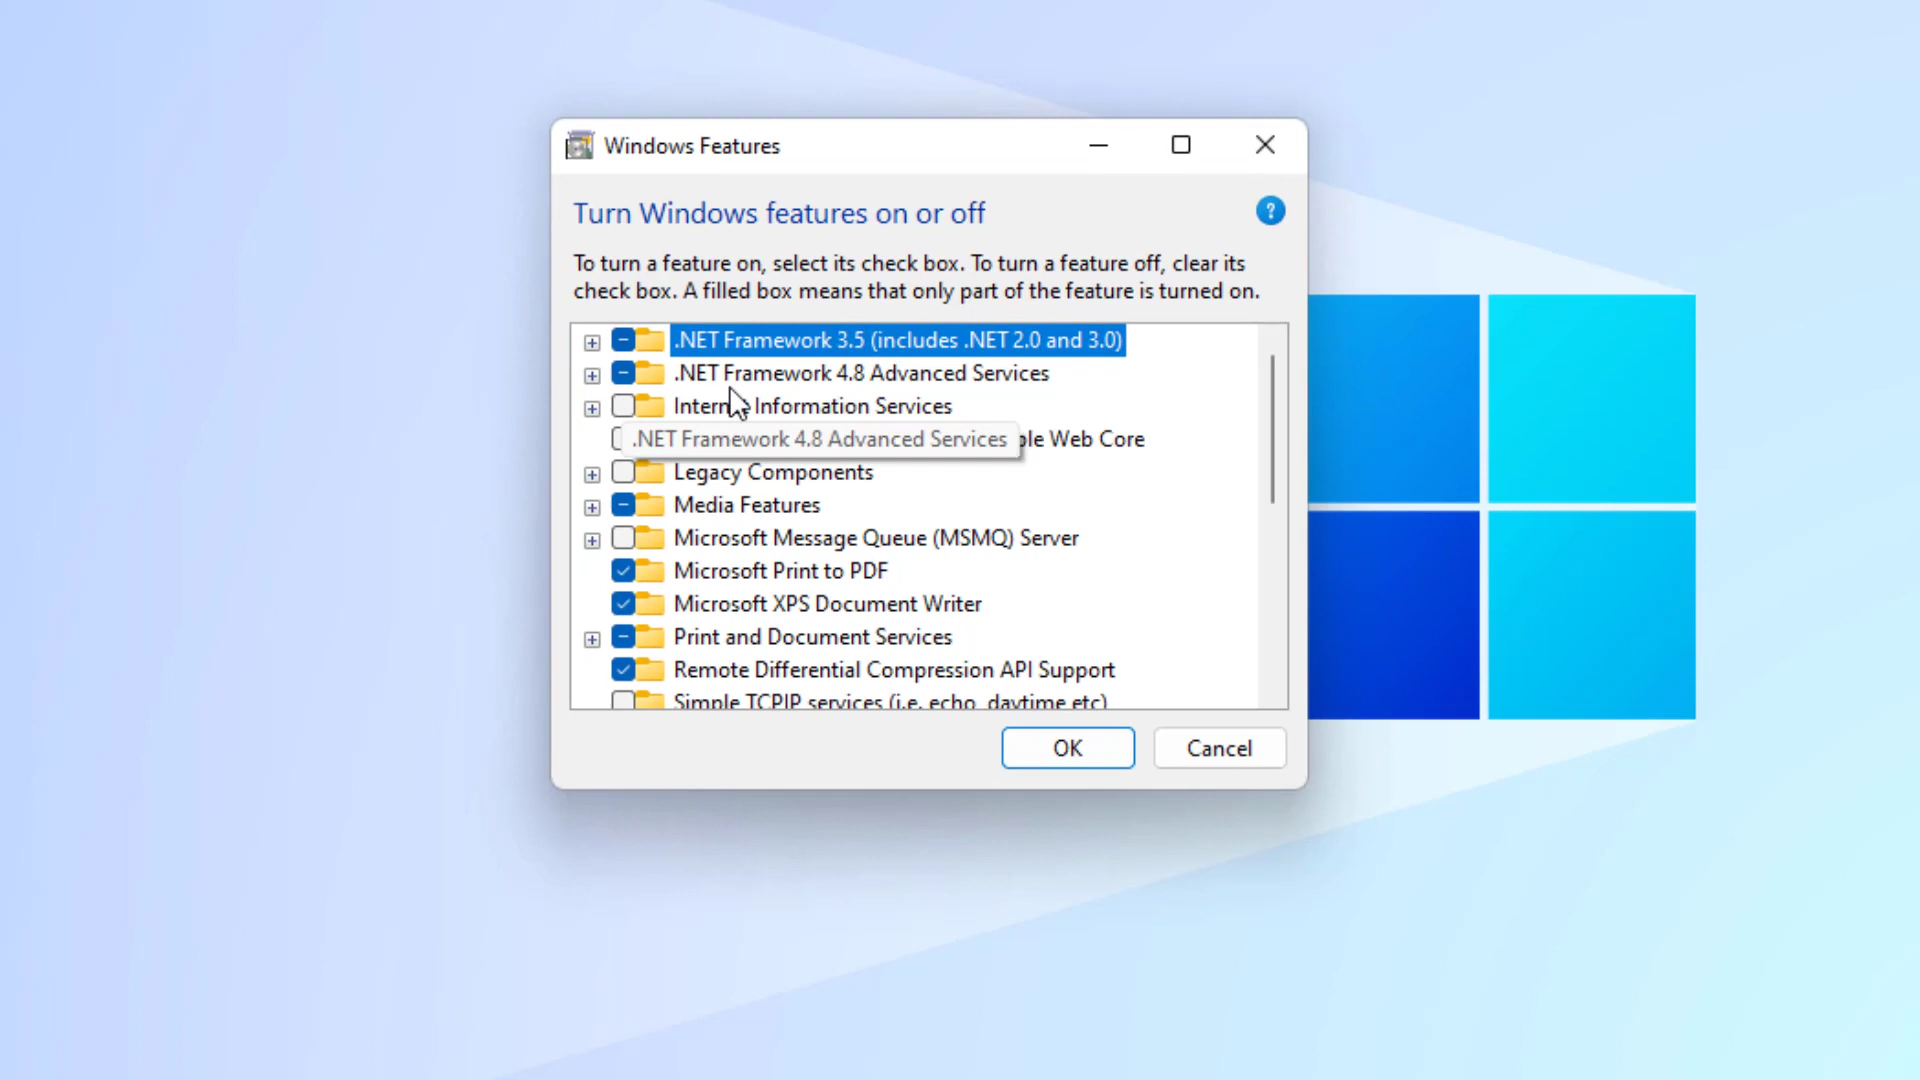 Windows Features
Turn Windows features on or off
?
To turn a feature on, select its check box. To turn a feature off, clear its
check box. A filled box means that only part of the feature is turned on.
.NET Framework 3.5 (includes .NET 2.0 and 3.0)
.NET Framework 4.8 Advanced Services
Intern Information Services
.NET Framework 4.8 Advanced Services ble Web Core
Legacy Components
Media Features
Microsoft Message Queue (MSMQ) Server
Microsoft Print to PDF
Microsoft XPS Document Writer
Print and Document Services
Remote Differential Compression API Support
Simple TCPIP services (i.e. echo, daytime etc)
OK
Cancel